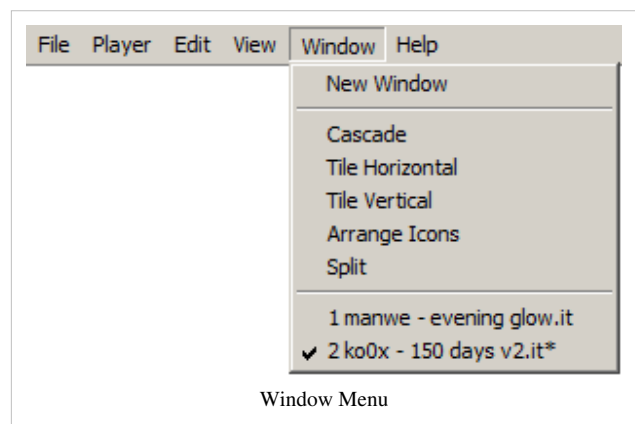 File Player Edit View Window Help
New Window
Cascade
Tile Horizontal
Tile Vertical
Arrange Icons
Split
1 manwe - evening glow.it
2 ko0x - 150 days v2.it*
Window Menu